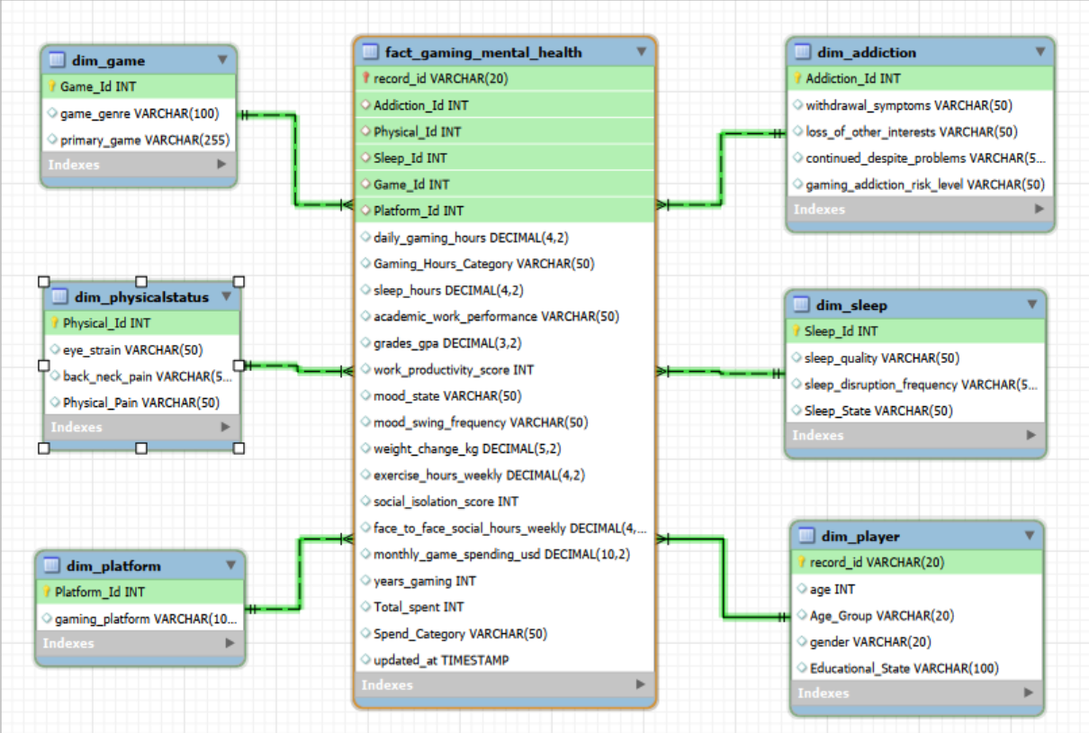 dim_game
Game_Id INT
game_genre VARCHAR(100)
primary_game VARCHAR(255)
Indexes
dim_physicalstatus
Physical_Id INT
eye_strain VARCHAR(50)
back_neck_pain VARCHAR(5...
Physical_Pain VARCHAR(50)
Indexes
dim_platform
Platform_Id INT
gaming_platform VARCHAR(10...
Indexes
fact_gaming_mental_health
record_id VARCHAR(20)
Addiction_Id INT
Physical_Id INT
Sleep_Id INT
Game_Id INT
Platform_Id INT
daily_gaming_hours DECIMAL(4,2)
Gaming_Hours_Category VARCHAR(50)
sleep_hours DECIMAL(4,2)
academic_work_performance VARCHAR(50)
grades_gpa DECIMAL(3,2)
work_productivity_score INT
mood_state VARCHAR(50)
mood_swing_frequency VARCHAR(50)
weight_change_kg DECIMAL(5,2)
exercise_hours_weekly DECIMAL(4,2)
social_isolation_score INT
face_to_face_social_hours_weekly DECIMAL(4,...
monthly_game_spending_usd DECIMAL(10,2)
years_gaming INT
Total_spent INT
Spend_Category VARCHAR(50)
updated_at TIMESTAMP
Indexes
dim_addiction
Addiction_Id INT
withdrawal_symptoms VARCHAR(50)
loss_of_other_interests VARCHAR(50)
continued_despite_problems VARCHAR(5...
gaming_addiction_risk_level VARCHAR(50)
Indexes
dim_sleep
Sleep_Id INT
sleep_quality VARCHAR(50)
sleep_disruption_frequency VARCHAR(5...
Sleep_State VARCHAR(50)
Indexes
dim_player
record_id VARCHAR(20)
age INT
Age_Group VARCHAR(20)
gender VARCHAR(20)
Educational_State VARCHAR(100)
Indexes